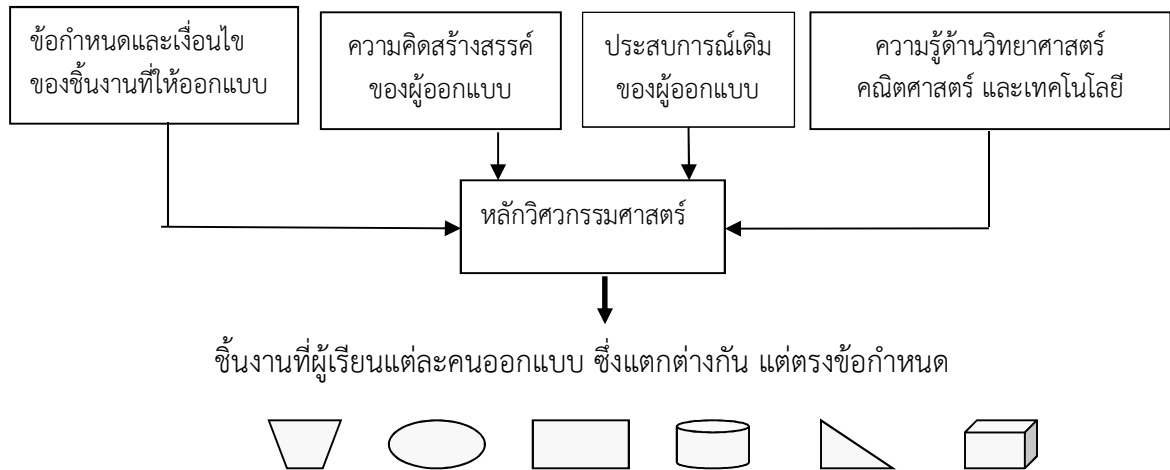 ข้อกำหนดและเงื่อนไข
ของชิ้นงานที่ให้ออกแบบ
ความคิดสร้างสรรค์
ของผู้ออกแบบ
ประสบการณ์เดิม
ของผู้ออกแบบ
ความรู้ด้านวิทยาศาสตร์
คณิตศาสตร์ และเทคโนโลยี
หลักวิศวกรรมศาสตร์
ชิ้นงานที่ผู้เรียนแต่ละคนออกแบบ ซึ่งแตกต่างกัน แต่ตรงข้อกำหนด